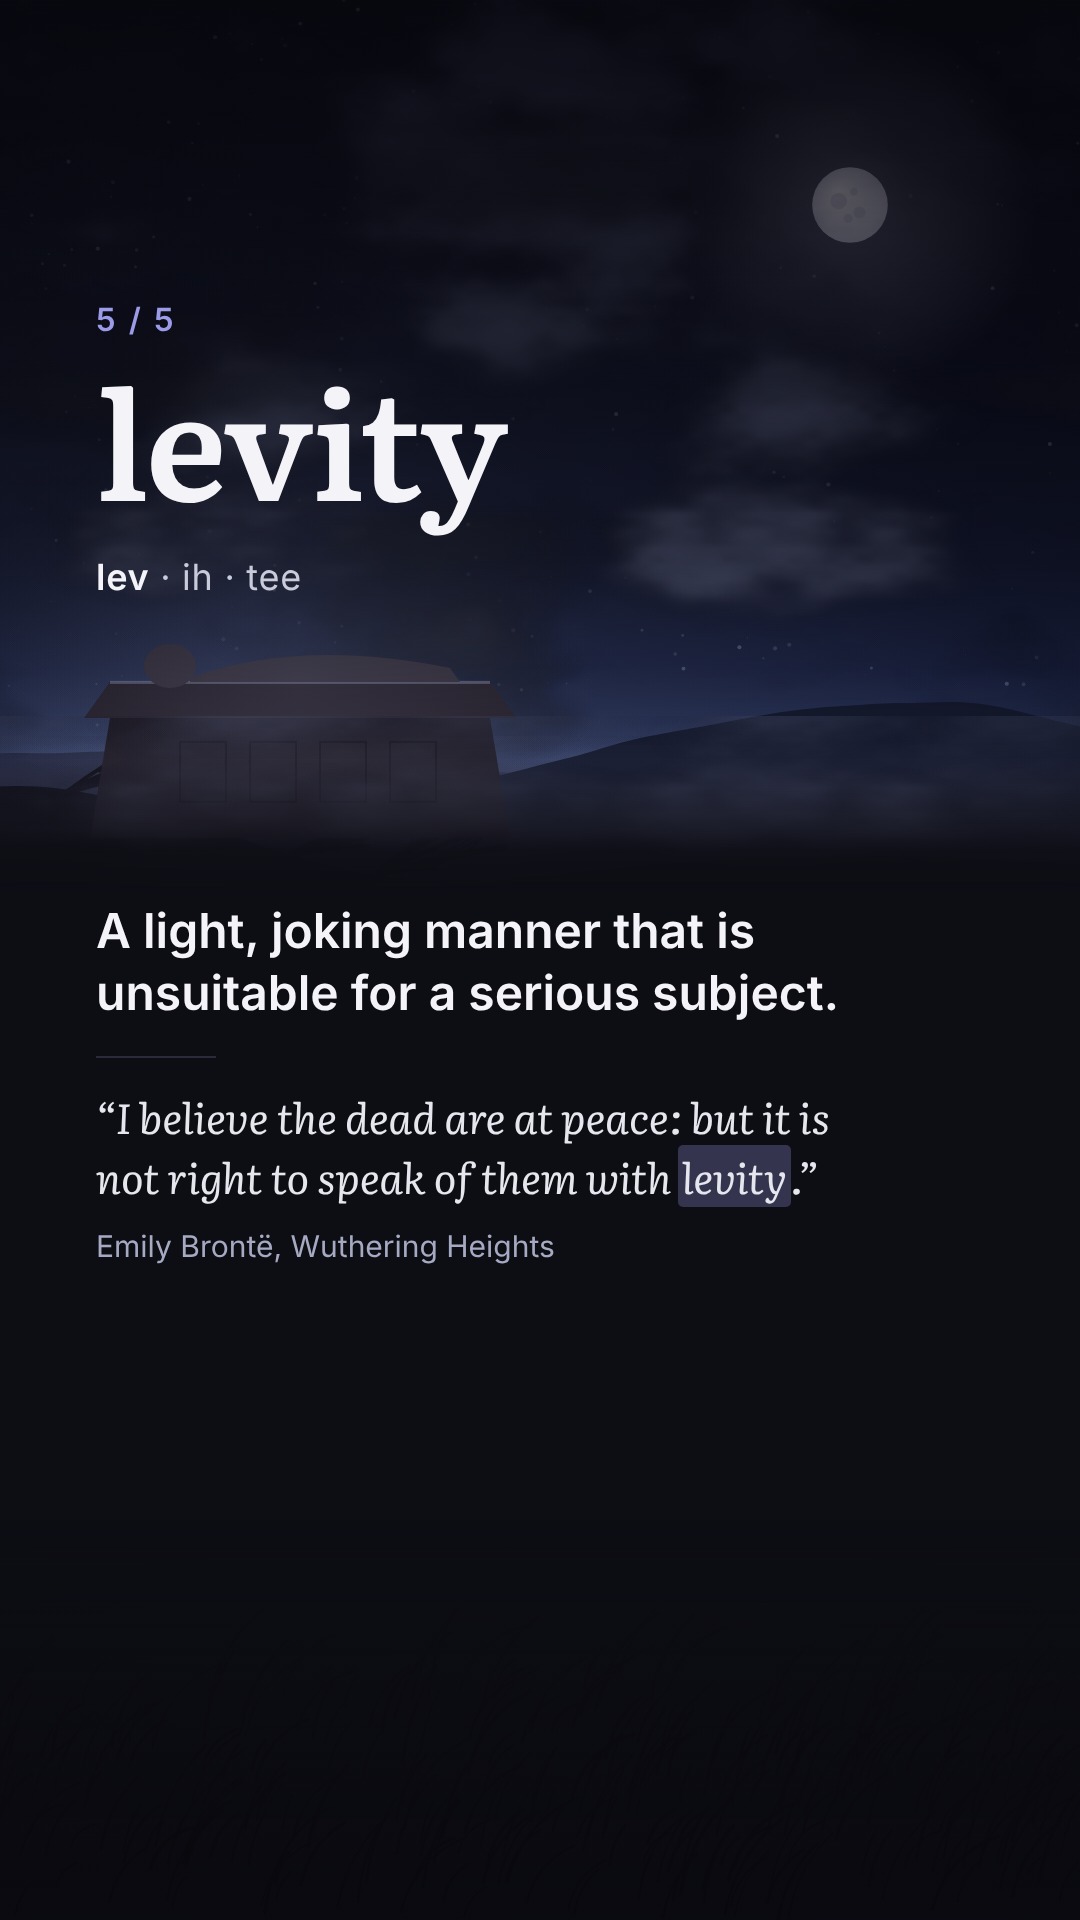 5 / 5
levity
lev · ih · tee
A light, joking manner that is
unsuitable for a serious subject.
“I believe the dead are at peace: but it is
not right to speak of them with levity.”
Emily Brontë, Wuthering Heights